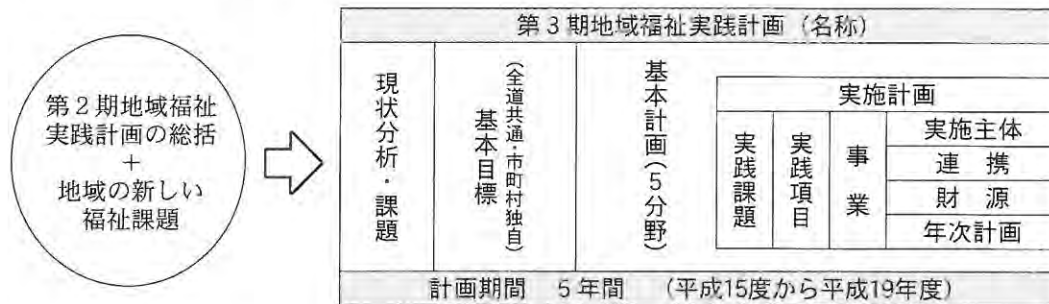 第2期地域福祉
実践計画の総括
+
地域の新しい
福祉課題
第3期地域福祉実践計画（名称）
現状分析・課題
（全道共通・市町村独自）
基本目標
基本計画（5分野）
実施計画
実践課題
実践項目
事業
実施主体
連携
財源
年次計画
計画期間　5年間　（平成15度から平成19年度）